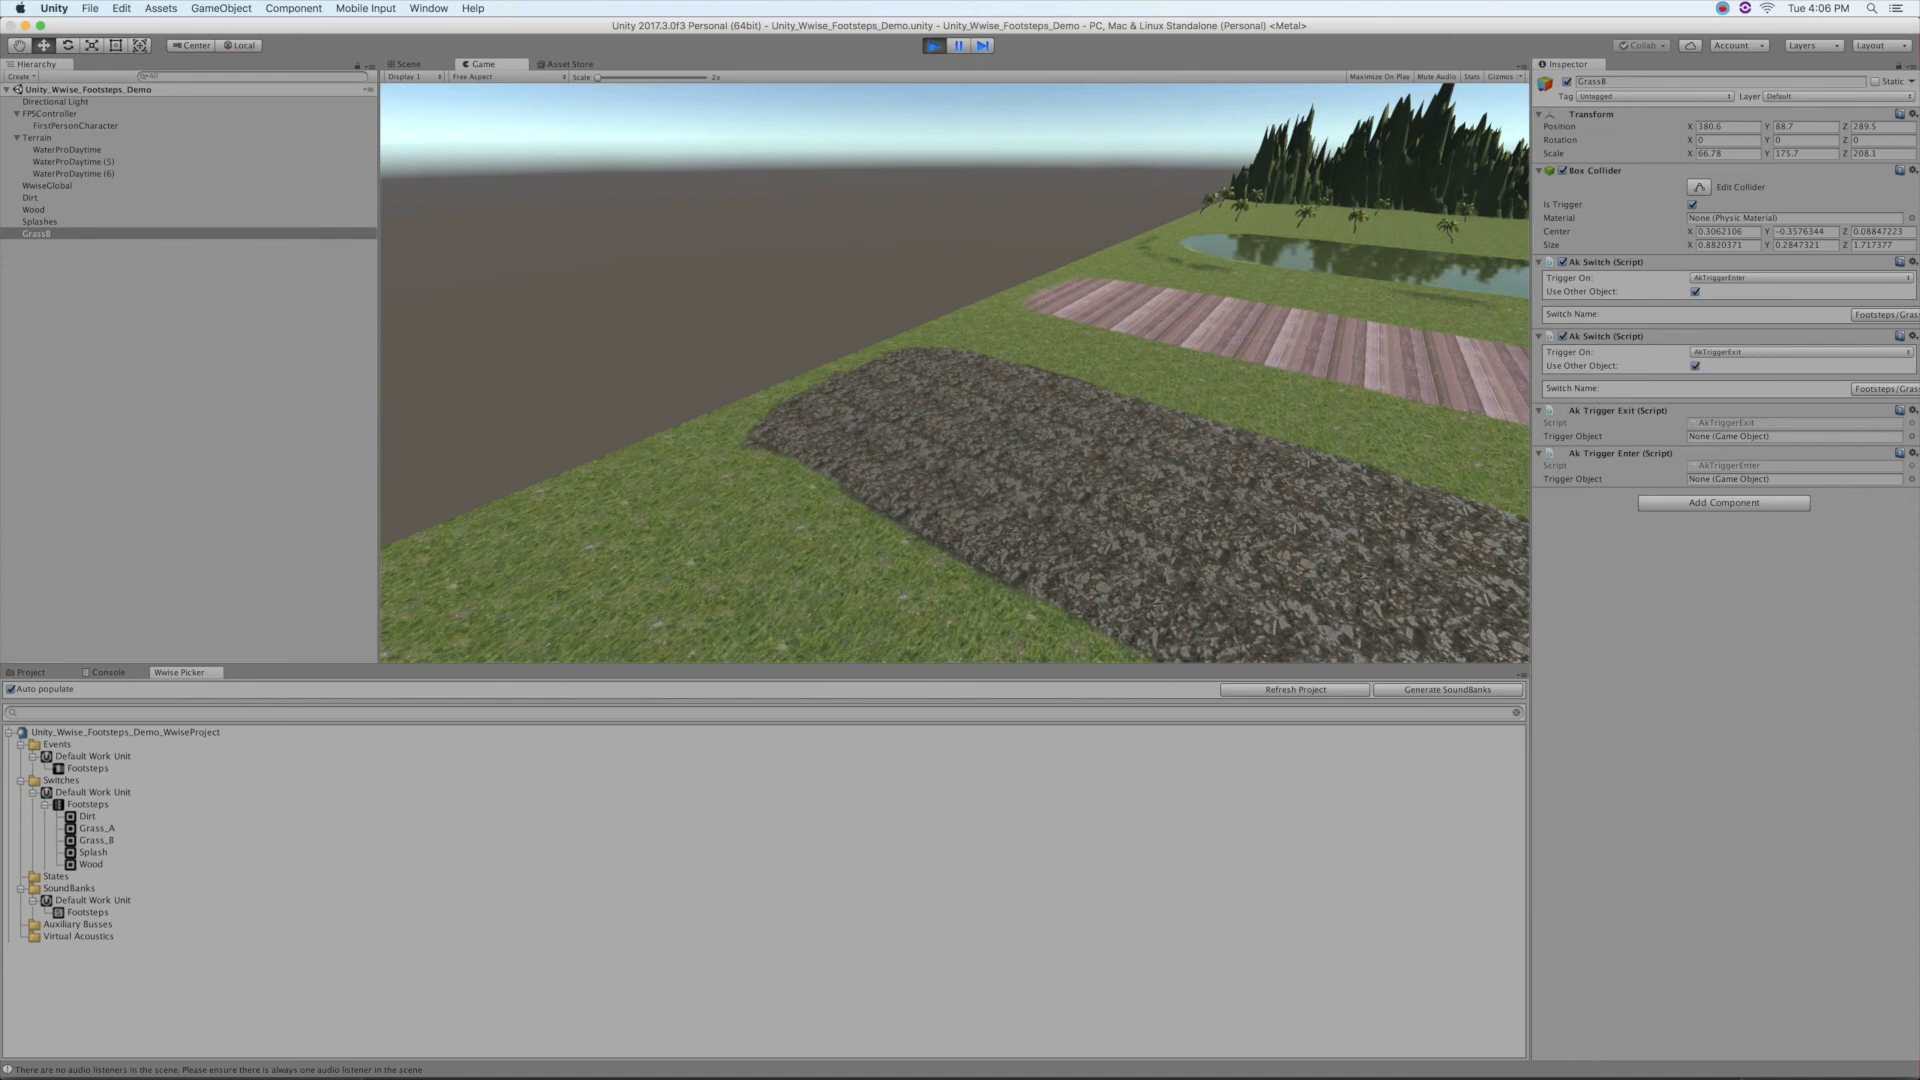 Unity File Edit Assets GameObject Component Mobile Input Window Help Tue 4:06 PM
Unity 2017.3.0f3 Personal (64bit) - Unity_Wwise_Footsteps_Demo.unity - Unity_Wwise_Footsteps_Demo - PC, Mac & Linux Standalone (Personal) <Metal>
Center Local Collab Account Layers Layout
Hierarchy
Create All
Unity_Wwise_Footsteps_Demo
Directional Light
FPSController
FirstPersonCharacter
Terrain
WaterProDaytime
WaterProDaytime (5)
WaterProDaytime (6)
WwiseGlobal
Dirt
Wood
Splashes
GrassB
Scene Game Asset Store
Display 1 Free Aspect Scale 2x Maximize On Play Mute Audio Stats Gizmos
Inspector
GrassB Static
Tag Untagged Layer Default
Transform
Position X 380.6 Y 88.7 Z 289.5
Rotation X 0 Y 0 Z 0
Scale X 66.78 Y 175.7 Z 208.1
Box Collider
Edit Collider
Is Trigger
Material None (Physic Material)
Center X 0.3062106 Y -0.3576344 Z 0.08847223
Size X 0.8820371 Y 0.2847321 Z 1.717377
Ak Switch (Script)
Trigger On: AkTriggerEnter
Use Other Object:
Switch Name: Footsteps/Gras
Ak Switch (Script)
Trigger On: AkTriggerExit
Use Other Object:
Switch Name: Footsteps/Gras
Ak Trigger Exit (Script)
Script AkTriggerExit
Trigger Object None (Game Object)
Ak Trigger Enter (Script)
Script AkTriggerEnter
Trigger Object None (Game Object)
Add Component
Project Console Wwise Picker
Auto populate Refresh Project Generate SoundBanks
Unity_Wwise_Footsteps_Demo_WwiseProject
Events
Default Work Unit
Footsteps
Switches
Default Work Unit
Footsteps
Dirt
Grass_A
Grass_B
Splash
Wood
States
SoundBanks
Default Work Unit
Footsteps
Auxiliary Busses
Virtual Acoustics
There are no audio listeners in the scene. Please ensure there is always one audio listener in the scene